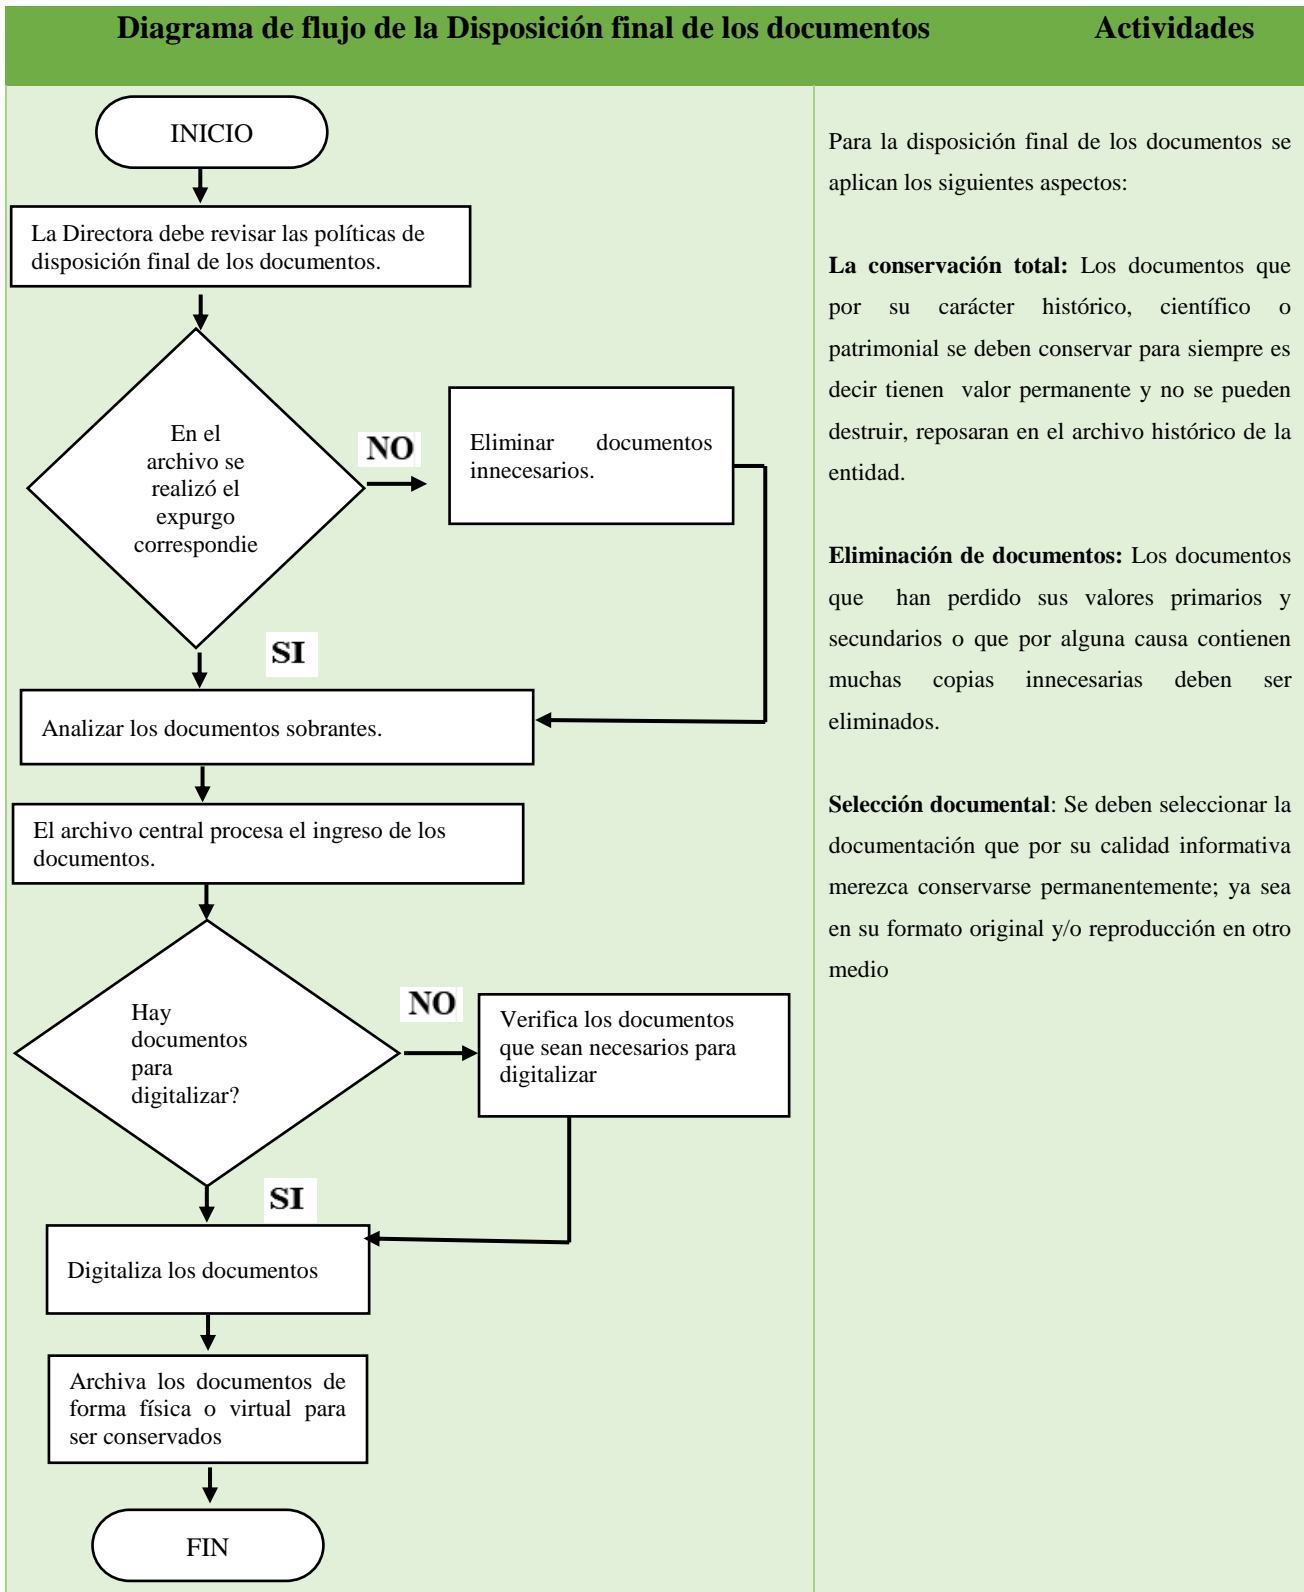 Diagrama de flujo de la Disposición final de los documentos
Actividades
INICIO
La Directora debe revisar las políticas de
disposición final de los documentos.
En el
archivo se
realizó el
expurgo
correspondie
NO
Eliminar documentos
innecesarios.
SI
Analizar los documentos sobrantes.
El archivo central procesa el ingreso de los
documentos.
Hay
documentos
para
digitalizar?
NO
Verifica los documentos
que sean necesarios para
digitalizar
SI
Digitaliza los documentos
Archiva los documentos de
forma física o virtual para
ser conservados
FIN
Para la disposición final de los documentos se
aplican los siguientes aspectos:
La conservación total: Los documentos que
por su carácter histórico, científico o
patrimonial se deben conservar para siempre es
decir tienen valor permanente y no se pueden
destruir, reposaran en el archivo histórico de la
entidad.
Eliminación de documentos: Los documentos
que han perdido sus valores primarios y
secundarios o que por alguna causa contienen
muchas copias innecesarias deben ser
eliminados.
Selección documental: Se deben seleccionar la
documentación que por su calidad informativa
merezca conservarse permanentemente; ya sea
en su formato original y/o reproducción en otro
medio